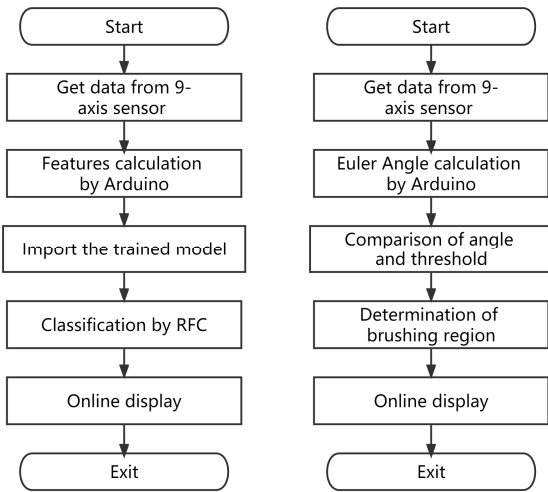 Start
Get data from 9-
axis sensor
Features calculation
by Arduino
Import the trained model
Classification by RFC
Online display
Exit
Start
Get data from 9-
axis sensor
Euler Angle calculation
by Arduino
Comparison of angle
and threshold
Determination of
brushing region
Online display
Exit